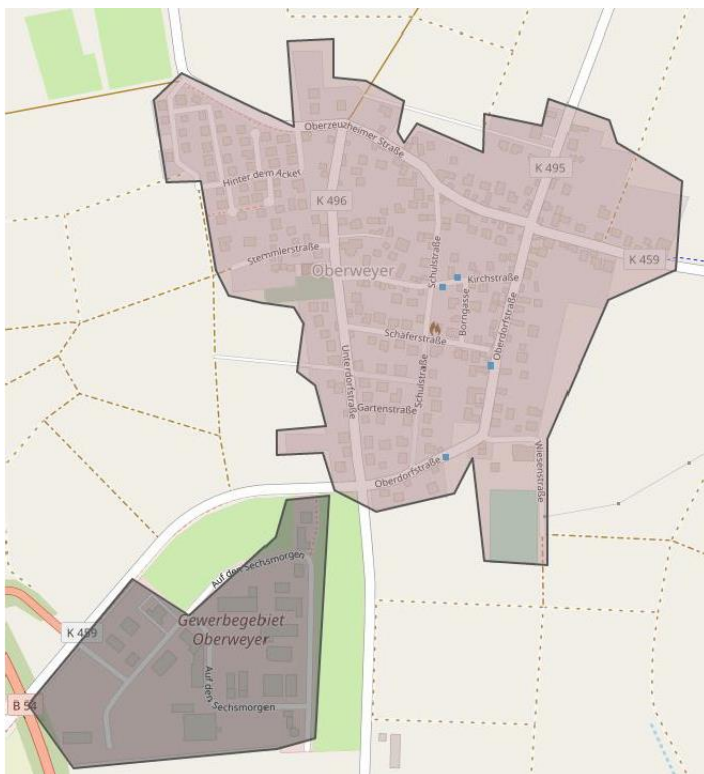 Oberzeuzheimer Straße
K 495
Hinter dem Acker
K 496
Stemmlerstraße
Schulstraße
K 459
Oberweyer
Kirchstraße
Borngasse
Oberdorfstraße
Schäferstraße
Unterdorfstraße
Schulstraße
Gartenstraße
Oberdorfstraße
Wiesenstraße
Auf den Sechsmorgen
Gewerbegebiet
Oberweyer
K 459
Auf den Sechsmorgen
B 54